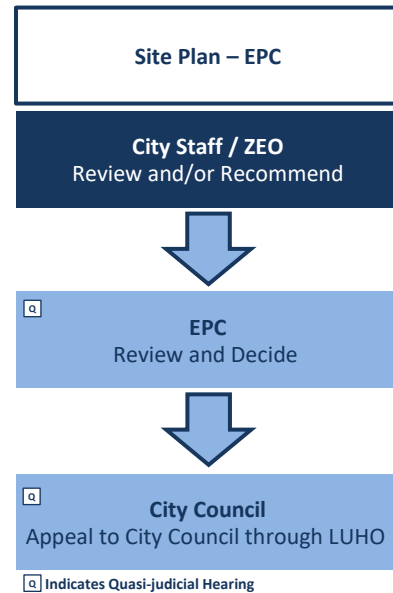 Site Plan – EPC
City Staff / ZEO
Review and/or Recommend
Q
EPC
Review and Decide
Q
City Council
Appeal to City Council through LUHO
Q Indicates Quasi-judicial Hearing